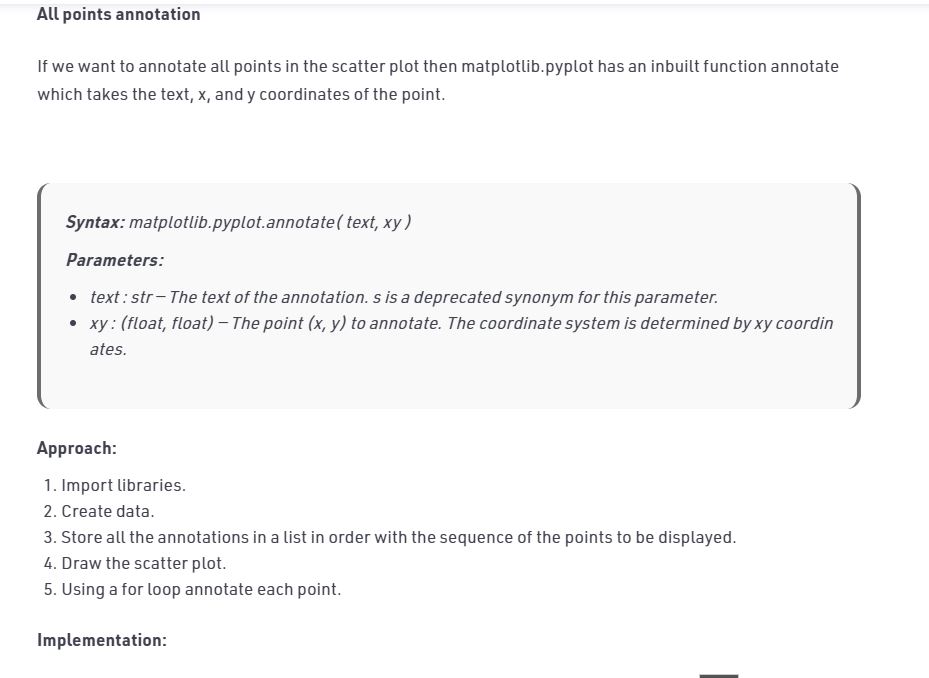 All points annotation
If we want to annotate all points in the scatter plot then matplotlib.pyplot has an inbuilt function annotate
which takes the text, x, and y coordinates of the point.
Syntax: matplotlib.pyplot.annotate( text, xy )
Parameters:
• text : str – The text of the annotation. s is a deprecated synonym for this parameter.
• xy : (float, float) – The point (x, y) to annotate. The coordinate system is determined by xy coordin
ates.
Approach:
1. Import libraries.
2. Create data.
3. Store all the annotations in a list in order with the sequence of the points to be displayed.
4. Draw the scatter plot.
5. Using a for loop annotate each point.
Implementation: